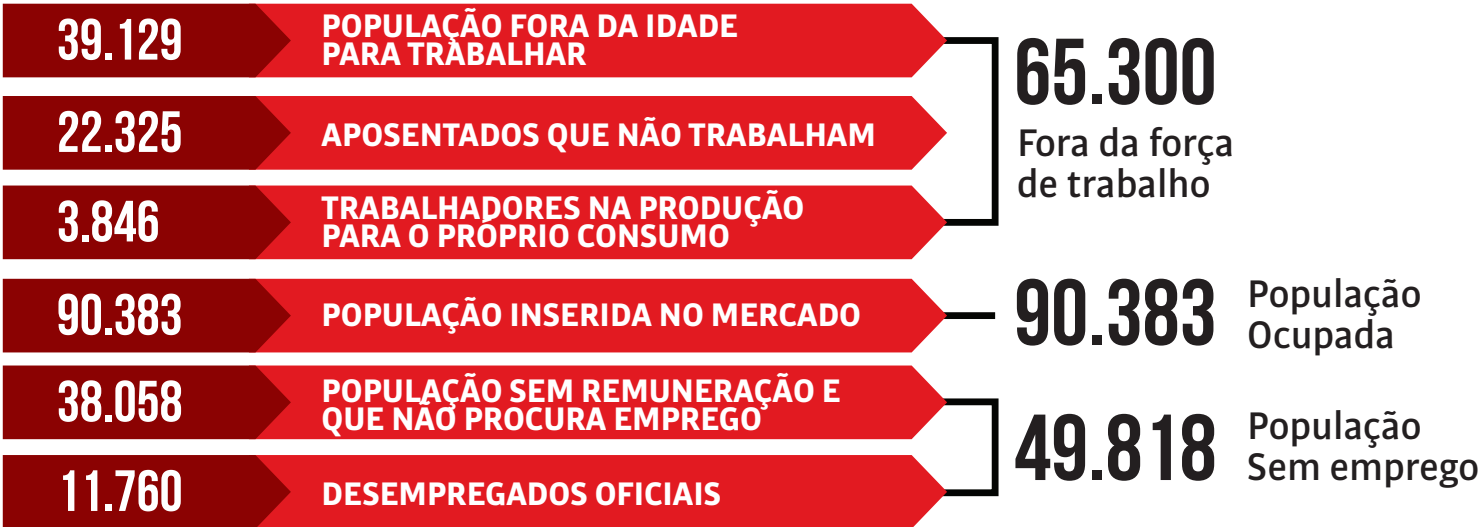 39.129
POPULAÇÃO FORA DA IDADE
PARA TRABALHAR
22.325
APOSENTADOS QUE NÃO TRABALHAM
3.846
TRABALHADORES NA PRODUÇÃO
PARA O PRÓPRIO CONSUMO
65.300
Fora da força
de trabalho
90.383
POPULAÇÃO INSERIDA NO MERCADO
90.383
População
Ocupada
38.058
POPULAÇÃO SEM REMUNERAÇÃO E
QUE NÃO PROCURA EMPREGO
11.760
DESEMPREGADOS OFICIAIS
49.818
População
Sem emprego